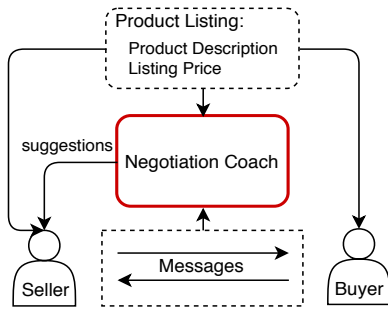 Product Listing:
Product Description
Listing Price
suggestions
Negotiation Coach
Messages
Seller
Buyer